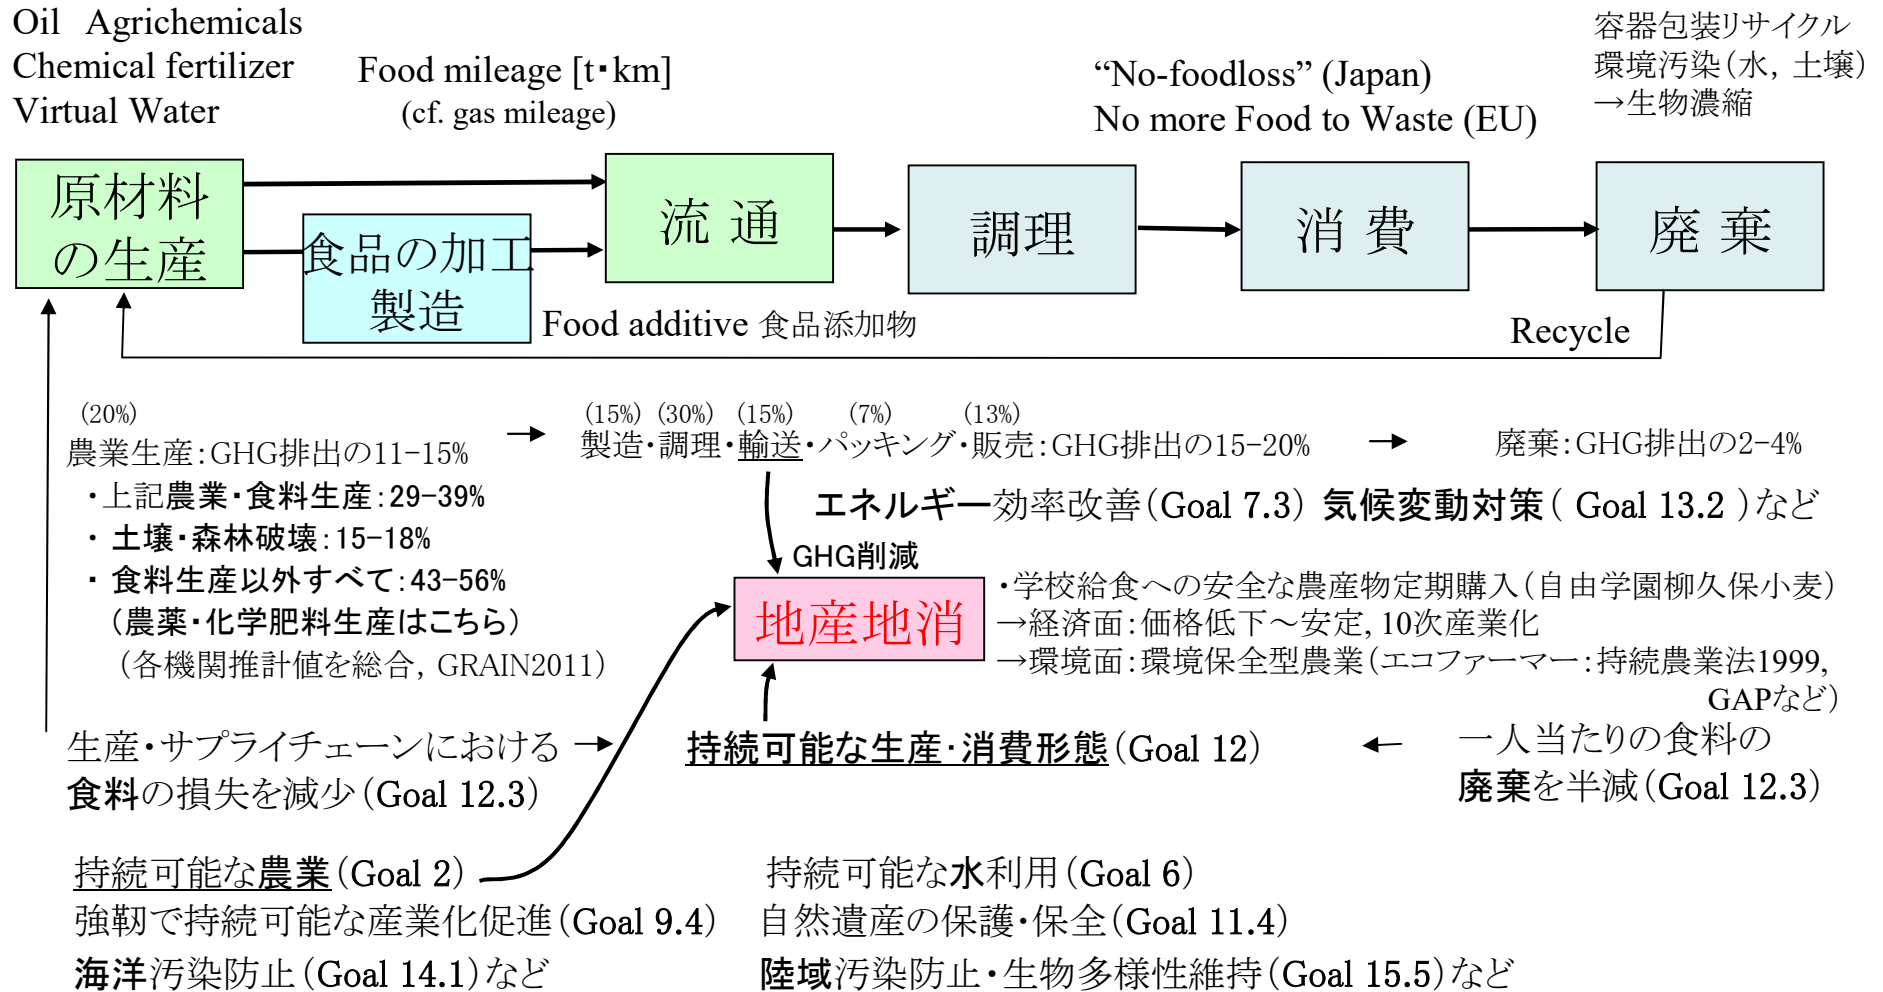 Oil Agrichemicals
Chemical fertilizer
Virtual Water
Food mileage [t・km]
(cf. gas mileage)
“No-foodloss” (Japan)
No more Food to Waste (EU)
容器包装リサイクル
環境汚染（水，土壌）
→生物濃縮
原材料
の生産
食品の加工
製造
流 通
調理
消 費
廃 棄
Food additive 食品添加物
Recycle
(20%)
農業生産：GHG排出の11-15%
・上記農業・食料生産：29-39%
・土壌・森林破壊：15-18%
・食料生産以外すべて：43-56%
（農薬・化学肥料生産はこちら）
（各機関推計値を総合，GRAIN2011）
(15%) (30%) (15%) (7%) (13%)
製造・調理・輸送・パッキング・販売：GHG排出の15-20%
廃棄：GHG排出の2-4%
エネルギー効率改善（Goal 7.3） 気候変動対策（ Goal 13.2 ）など
GHG削減
地産地消
・学校給食への安全な農産物定期購入（自由学園柳久保小麦）
→経済面：価格低下～安定，10次産業化
→環境面：環境保全型農業（エコファーマー：持続農業法1999,
GAPなど）
生産・サプライチェーンにおける
食料の損失を減少（Goal 12.3）
持続可能な生産・消費形態（Goal 12）
一人当たりの食料の
廃棄を半減（Goal 12.3）
持続可能な農業（Goal 2）
強靭で持続可能な産業化促進（Goal 9.4）
海洋汚染防止（Goal 14.1）など
持続可能な水利用（Goal 6）
自然遺産の保護・保全（Goal 11.4）
陸域汚染防止・生物多様性維持（Goal 15.5）など